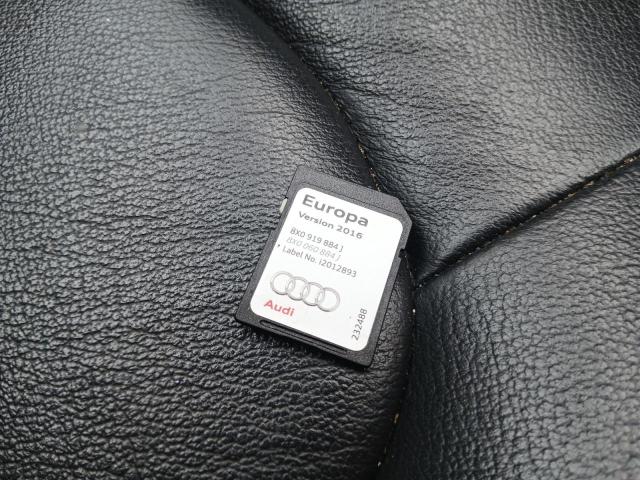 Europa
Version 2016
8X0 919 884 J
8X0 060 884 J
Label No. I2012893
Audi
232488